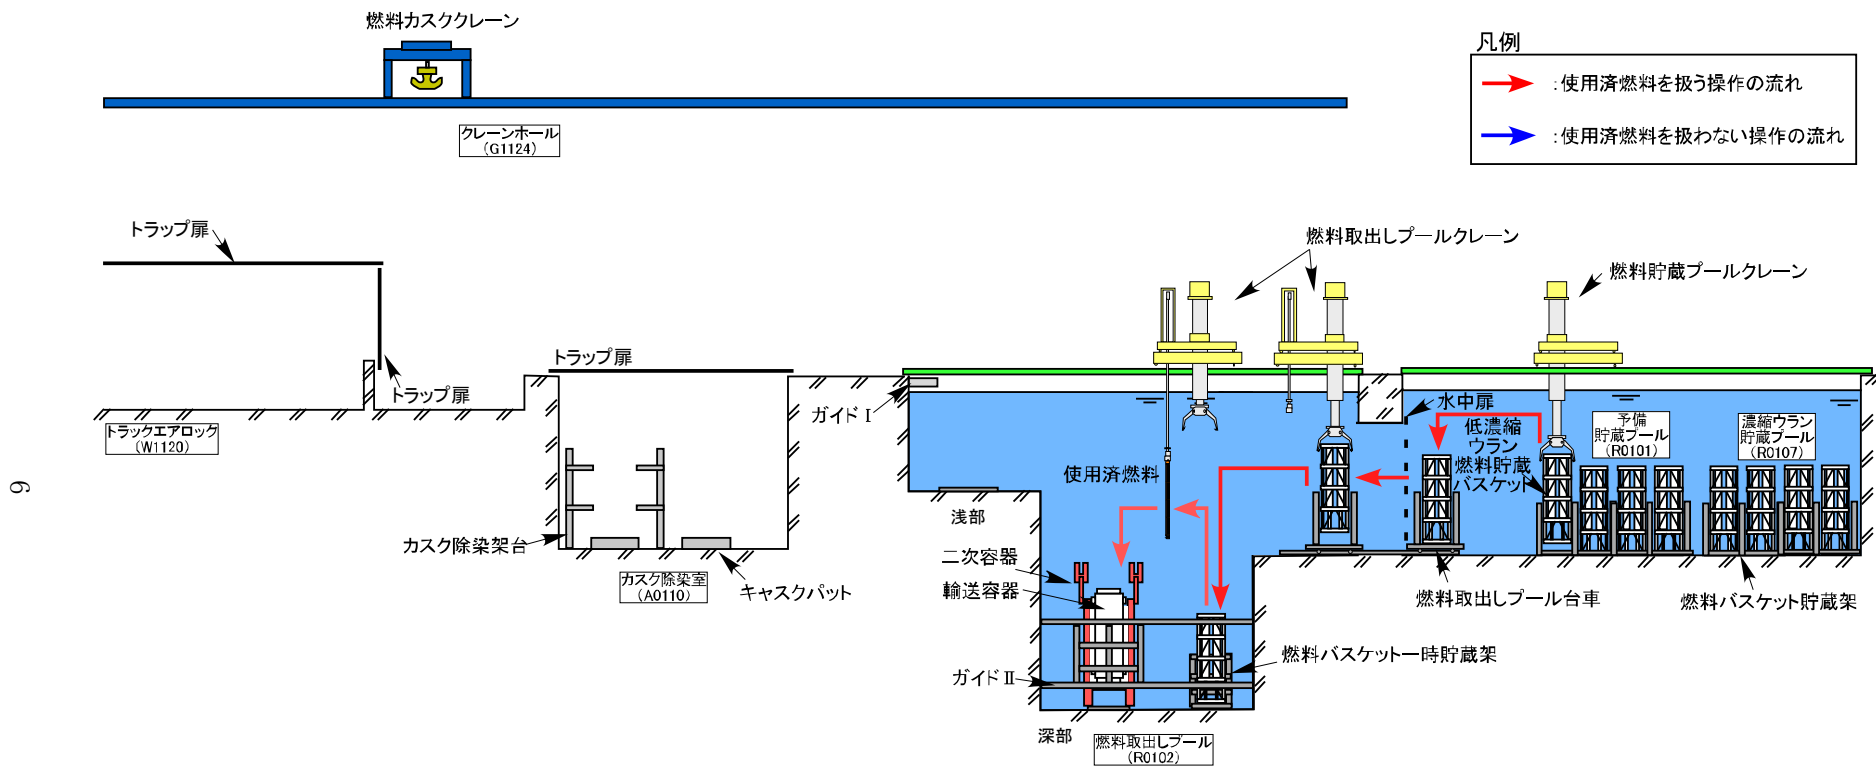 燃料カスククレーン
凡例
:使用済燃料を扱う操作の流れ
:使用済燃料を扱わない操作の流れ
クレーンホール
(G1124)
トラップ扉
燃料取出しプールクレーン
燃料貯蔵プールクレーン
トラップ扉
トラップ扉
ガイドⅠ
水中扉
トラックエアロック
(W1120)
低濃縮
ウラン
燃料貯蔵
バスケット
予備
貯蔵プール
(R0101)
濃縮ウラン
貯蔵プール
(R0107)
使用済燃料
9
浅部
カスク除染架台
二次容器
輸送容器
カスク除染室
(A0110)
キャスクパット
燃料取出しプール台車
燃料バスケット貯蔵架
燃料バスケット一時貯蔵架
ガイドⅡ
深部
燃料取出しプール
(R0102)